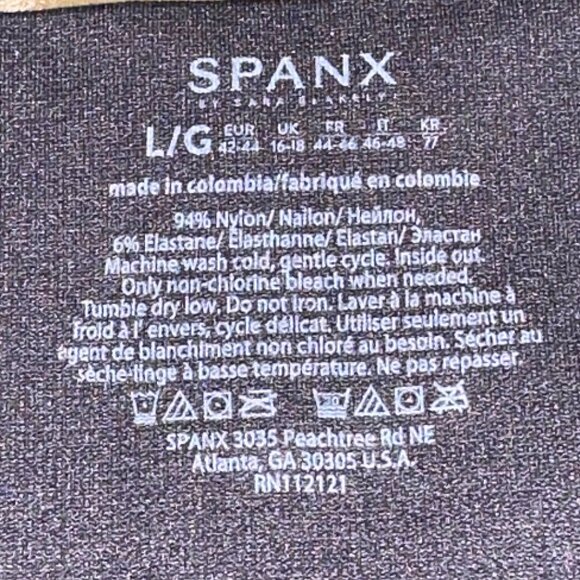 SPANX
BY SARA BLAKELY
L/G EUR 42-44 UK 16-18 FR 44-46 IT 46-48 KR 77
made in colombia/fabriqué en colombie
94% Nylon/ Nailon/ Нейлон,
6% Elastane/ Élasthanne/ Elastan/ Эластан
Machine wash cold, gentle cycle. Inside out.
Only non-chlorine bleach when needed.
Tumble dry low. Do not iron. Laver à la machine à
froid à l' envers, cycle délicat. Utiliser seulement un
agent de blanchiment non chloré au besoin. Sécher au
sèche-linge à basse température. Ne pas repasser.
SPANX 3035 Peachtree Rd NE
Atlanta, GA 30305 U.S.A.
RN112121